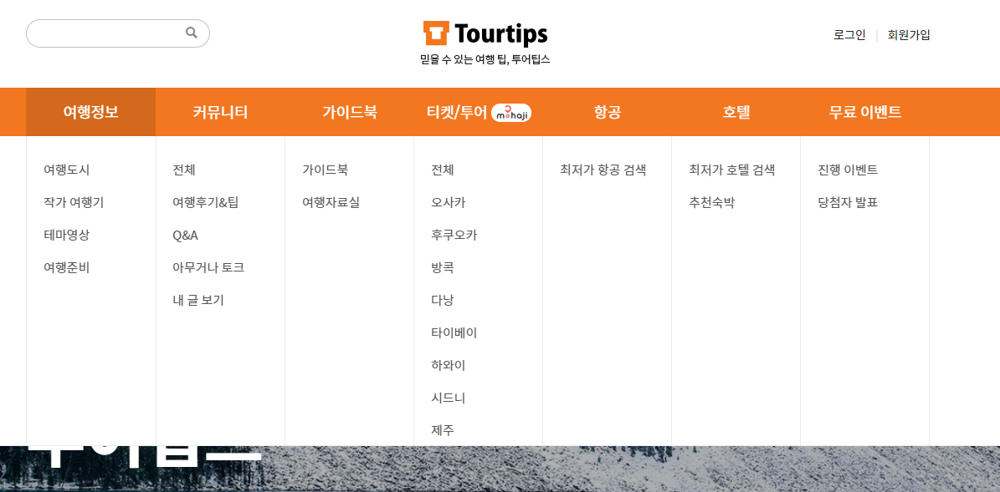 Tourtips
믿을 수 있는 여행 팁, 투어팁스
로그인 | 회원가입
여행정보 커뮤니티 가이드북 티켓/투어 mohaji 항공 호텔 무료 이벤트
여행도시
작가 여행기
테마영상
여행준비
전체
여행후기&팁
Q&A
아무거나 토크
내 글 보기
가이드북
여행자료실
전체
오사카
후쿠오카
방콕
다낭
타이베이
하와이
시드니
제주
최저가 항공 검색
최저가 호텔 검색
추천숙박
진행 이벤트
당첨자 발표